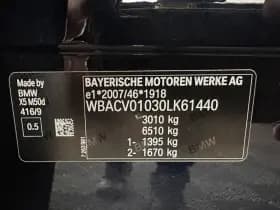 Made by
BMW
X5 M50d
416/9
0.5
BAYERISCHE MOTOREN WERKE AG
e1*2007/46*1918
WBACV01030LK61440
3010 kg
6510 kg
1- 1395 kg
2- 1670 kg
BMW